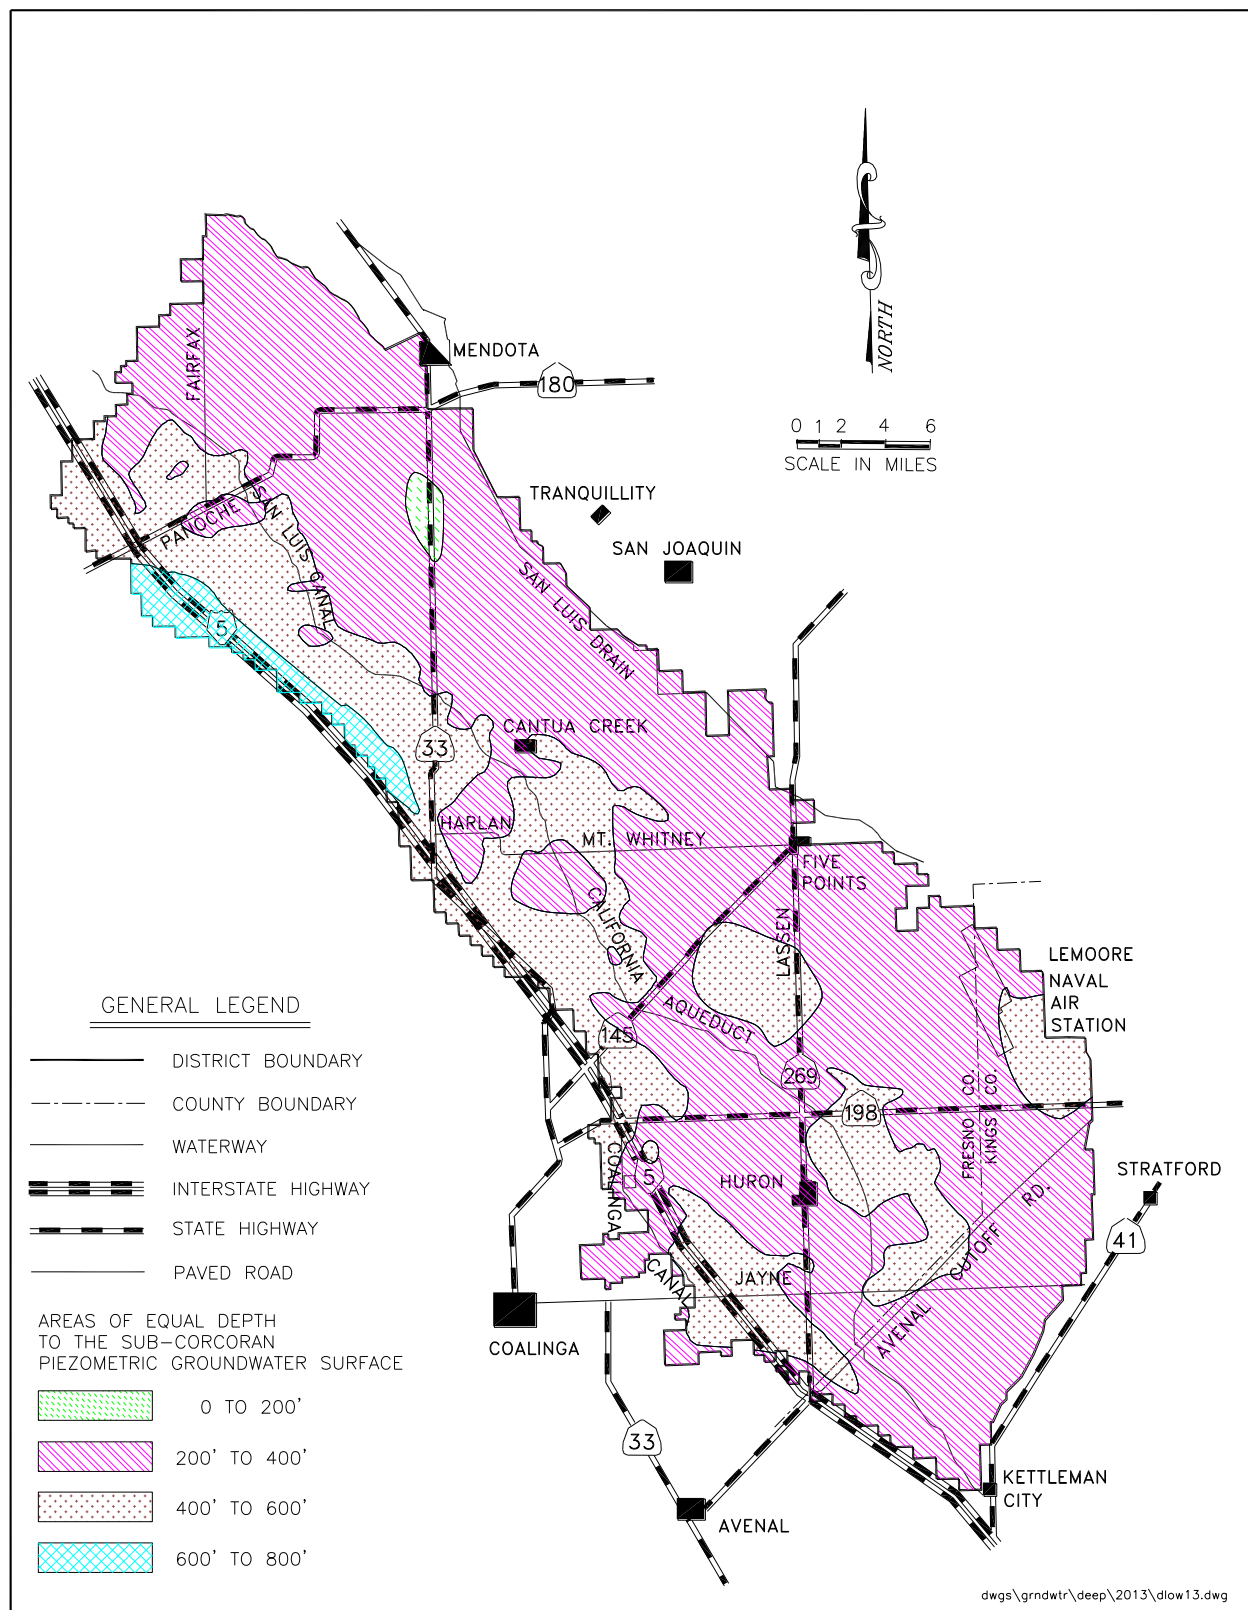 NORTH
0 1 2 4 6
SCALE IN MILES
MENDOTA
180
FAIRFAX
TRANQUILLITY
SAN JOAQUIN
PANOCHE
SAN LUIS CANAL
SAN LUIS DRAIN
5
33
CANTUA CREEK
HARLAN
MT. WHITNEY
FIVE
POINTS
CALIFORNIA
AQUEDUCT
LASSEN
LEMOORE
NAVAL
AIR
STATION
145
269
198
FRESNO CO.
KINGS CO.
COALINGA
CANAL
5
HURON
STRATFORD
41
JAYNE
AVENAL CUTOFF RD.
COALINGA
33
AVENAL
KETTLEMAN
CITY
GENERAL LEGEND
DISTRICT BOUNDARY
COUNTY BOUNDARY
WATERWAY
INTERSTATE HIGHWAY
STATE HIGHWAY
PAVED ROAD
AREAS OF EQUAL DEPTH
TO THE SUB-CORCORAN
PIEZOMETRIC GROUNDWATER SURFACE
0 TO 200'
200' TO 400'
400' TO 600'
600' TO 800'
dwgs\grndwtr\deep\2013\dlow13.dwg